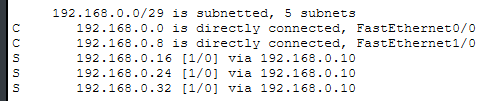 192.168.0.0/29 is subnetted, 5 subnets
C 192.168.0.0 is directly connected, FastEthernet0/0
C 192.168.0.8 is directly connected, FastEthernet1/0
S 192.168.0.16 [1/0] via 192.168.0.10
S 192.168.0.24 [1/0] via 192.168.0.10
S 192.168.0.32 [1/0] via 192.168.0.10